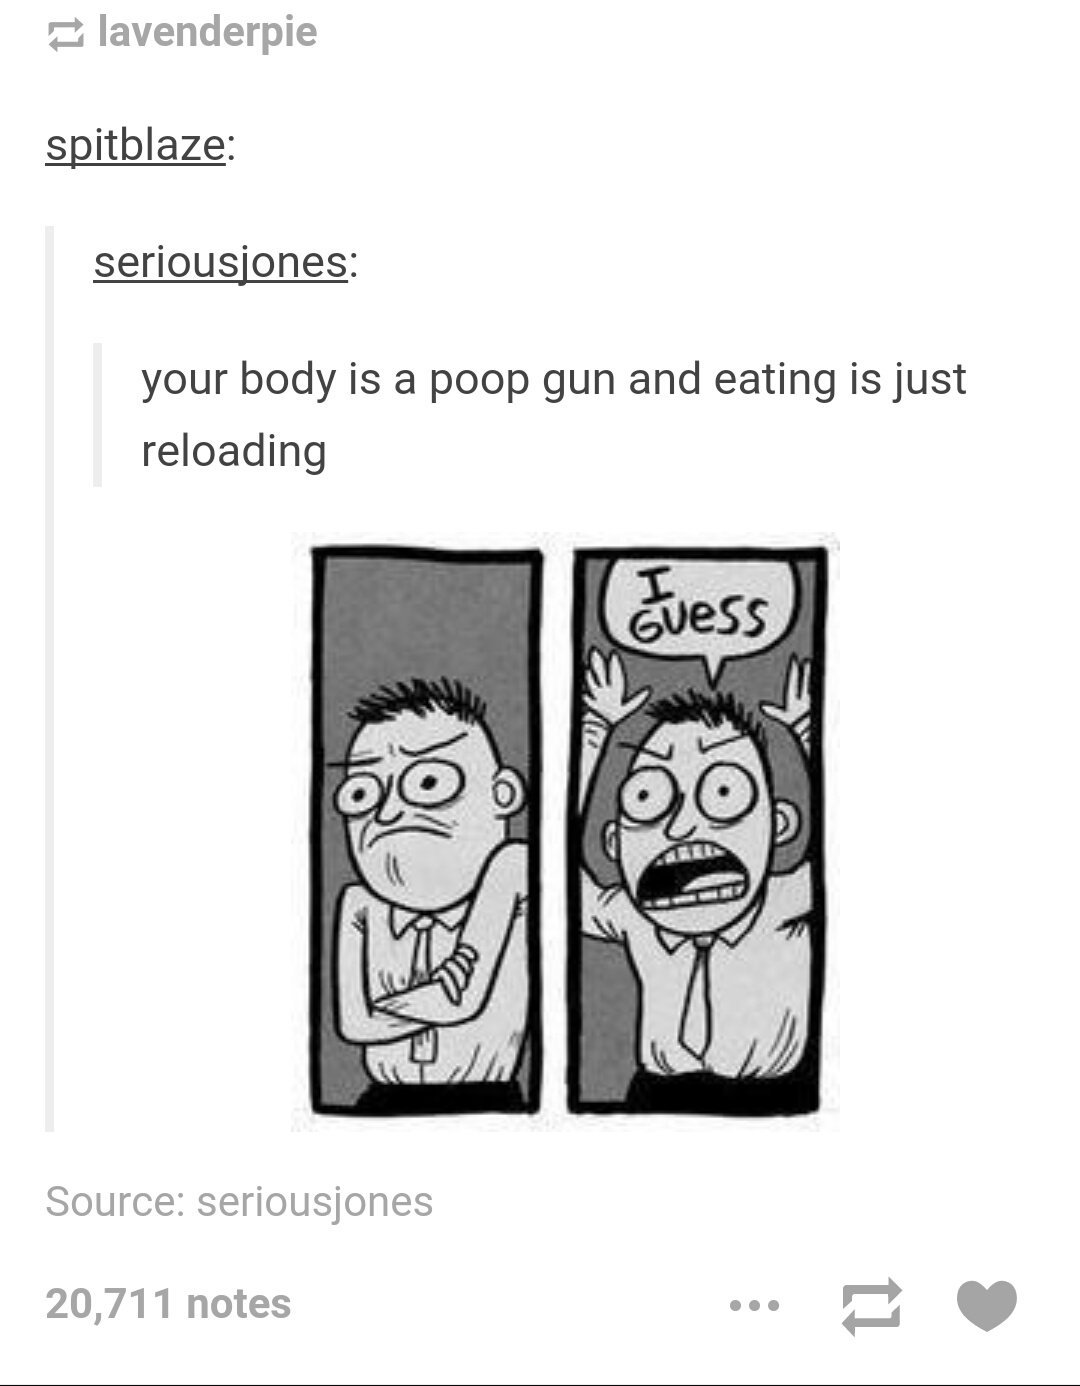 lavenderpie
spitblaze:
seriousjones:
your body is a poop gun and eating is just
reloading
I
GUeSS
Source: seriousjones
20,711 notes